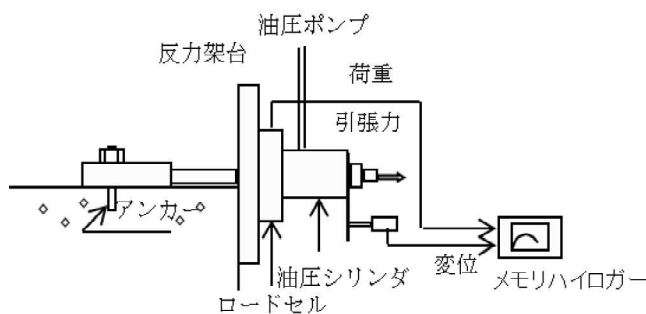 油圧ポンプ
反力架台
荷重
引張力
アンカー
油圧シリンダ
変位
メモリハイロガー
ロードセル